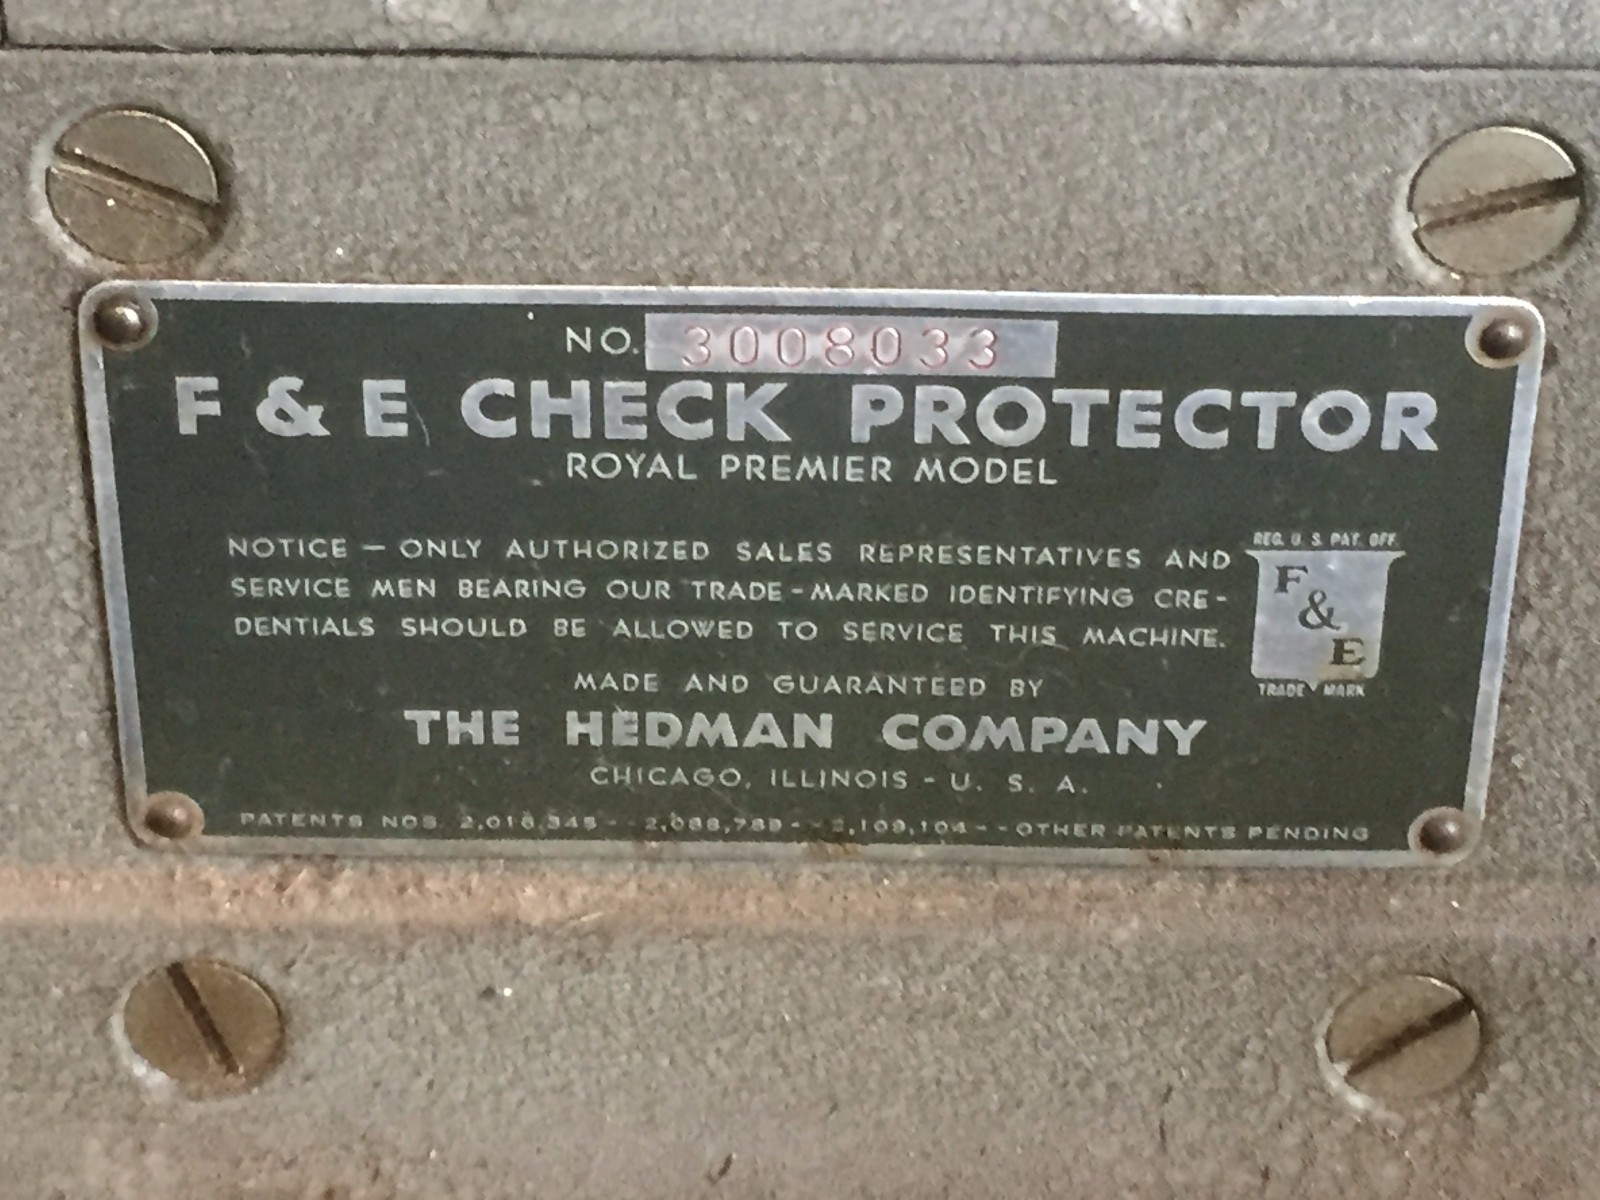 NO. 3008033
F & E CHECK PROTECTOR
ROYAL PREMIER MODEL
NOTICE — ONLY AUTHORIZED SALES REPRESENTATIVES AND
SERVICE MEN BEARING OUR TRADE-MARKED IDENTIFYING CRE-
DENTIALS SHOULD BE ALLOWED TO SERVICE THIS MACHINE.
REG. U. S. PAT. OFF.
F
&
E
TRADE MARK
MADE AND GUARANTEED BY
THE HEDMAN COMPANY
CHICAGO, ILLINOIS - U. S. A.
PATENTS NOS. - - OTHER PATENTS PENDING